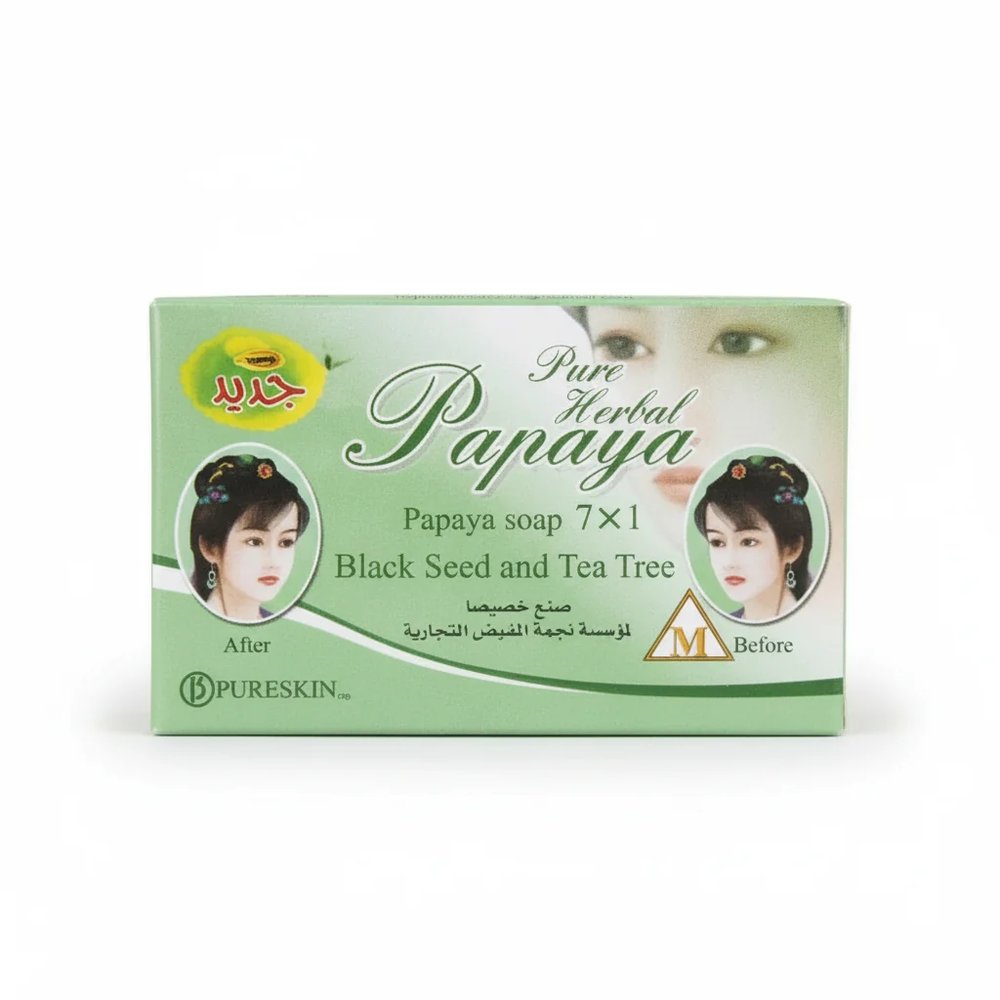 جديد
Pure
Herbal
Papaya
Papaya soap 7×1
Black Seed and Tea Tree
صنع خصيصا
لمؤسسة نجمة الفيض التجارية
After
M
Before
PURESKIN